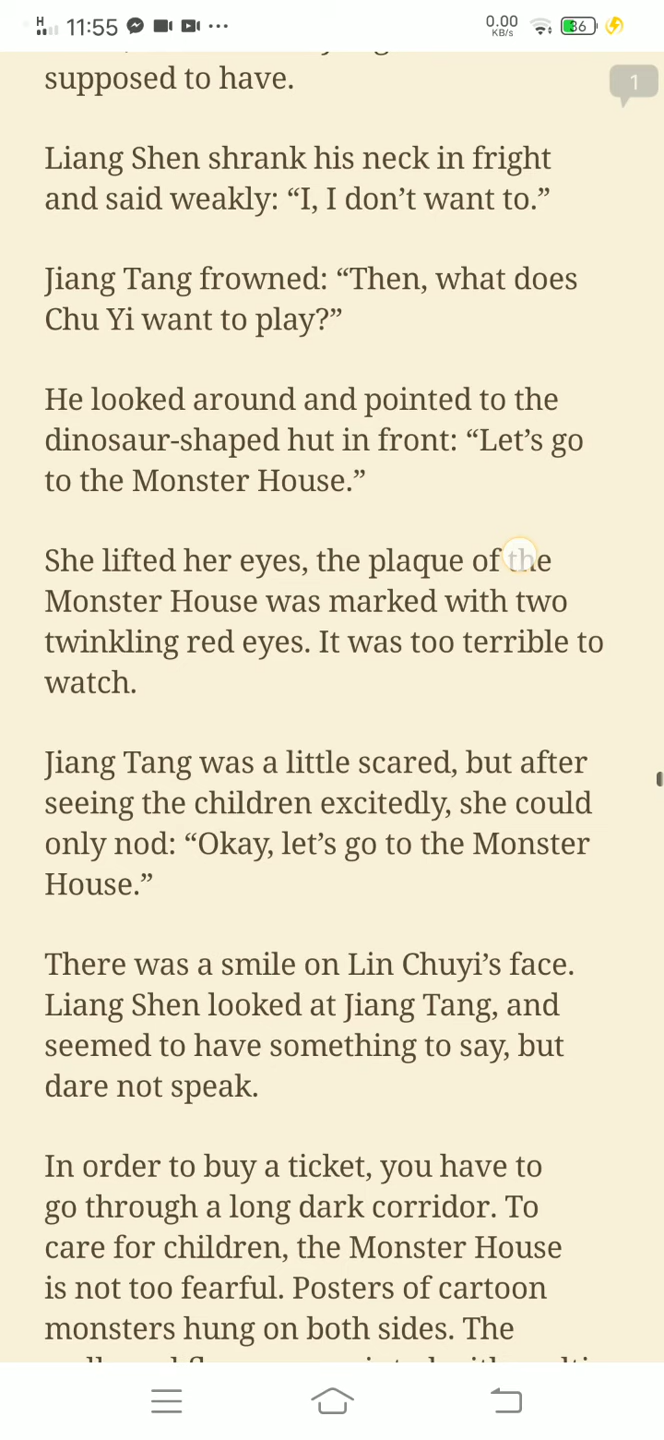 H 11:55 ... 0.00 KB/s 36
1
supposed to have.
Liang Shen shrank his neck in fright
and said weakly: “I, I don’t want to.”
Jiang Tang frowned: “Then, what does
Chu Yi want to play?”
He looked around and pointed to the
dinosaur-shaped hut in front: “Let’s go
to the Monster House.”
She lifted her eyes, the plaque of the
Monster House was marked with two
twinkling red eyes. It was too terrible to
watch.
Jiang Tang was a little scared, but after
seeing the children excitedly, she could
only nod: “Okay, let’s go to the Monster
House.”
There was a smile on Lin Chuyi’s face.
Liang Shen looked at Jiang Tang, and
seemed to have something to say, but
dare not speak.
In order to buy a ticket, you have to
go through a long dark corridor. To
care for children, the Monster House
is not too fearful. Posters of cartoon
monsters hung on both sides. The